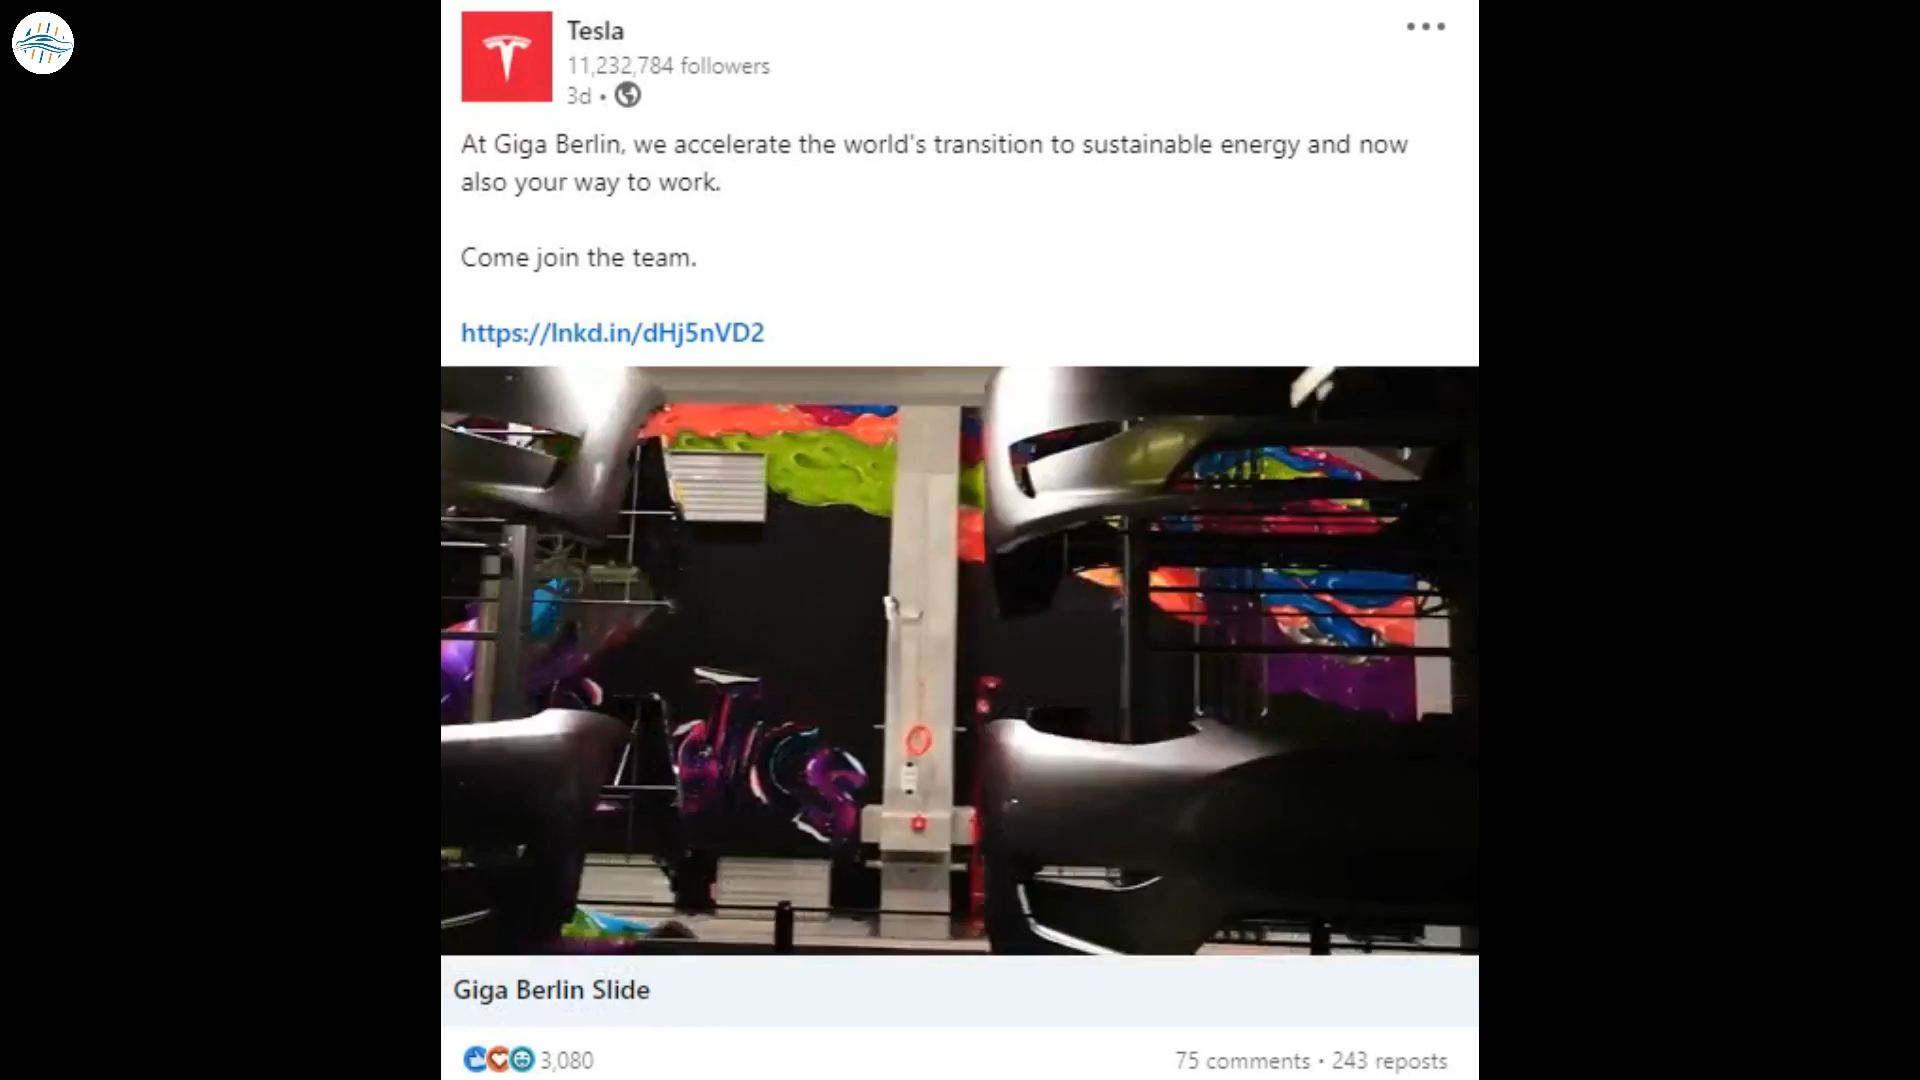 Tesla
11,232,784 followers
3d •
At Giga Berlin, we accelerate the world's transition to sustainable energy and now
also your way to work.
Come join the team.
https://lnkd.in/dHj5nVD2
Giga Berlin Slide
3,080
75 comments • 243 reposts